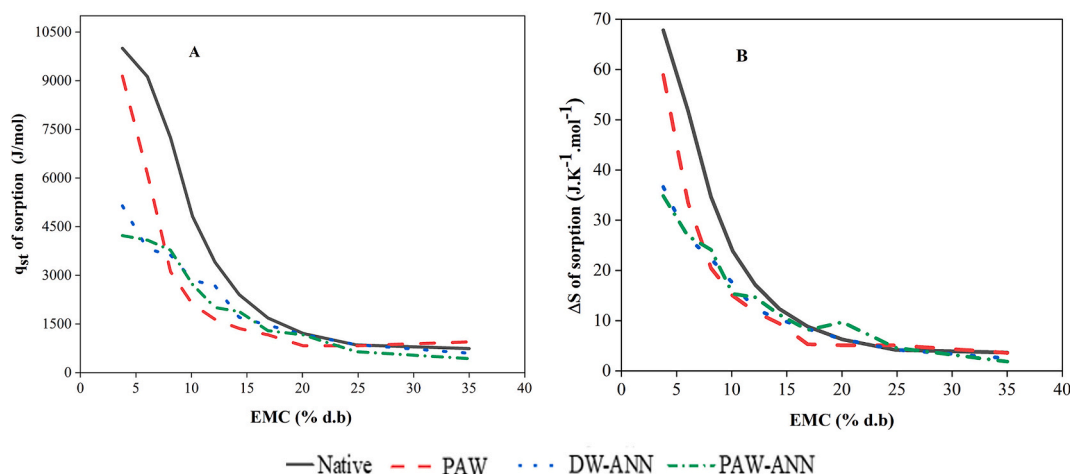 A
q_st of sorption (J/mol)
10500
9000
7500
6000
4500
3000
1500
0
0 5 10 15 20 25 30 35 40
EMC (% d.b)
B
ΔS of sorption (J.K⁻¹.mol⁻¹)
70
60
50
40
30
20
10
0
0 5 10 15 20 25 30 35 40
EMC (% d.b)
Native PAW DW-ANN PAW-ANN